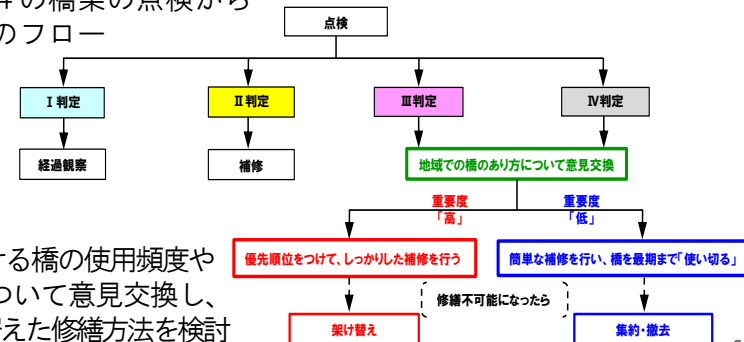 の橋梁の点検から
のフロー
点検
Ⅰ判定
Ⅱ判定
Ⅲ判定
Ⅳ判定
経過観察
補修
地域での橋のあり方について意見交換
重要度
「高」
重要度
「低」
ける橋の使用頻度や
ついて意見交換し、
替えた修繕方法を検討
優先順位をつけて、しっかりした補修を行う
簡単な補修を行い、橋を最期まで「使い切る」
修繕不可能になったら
架け替え
集約・撤去